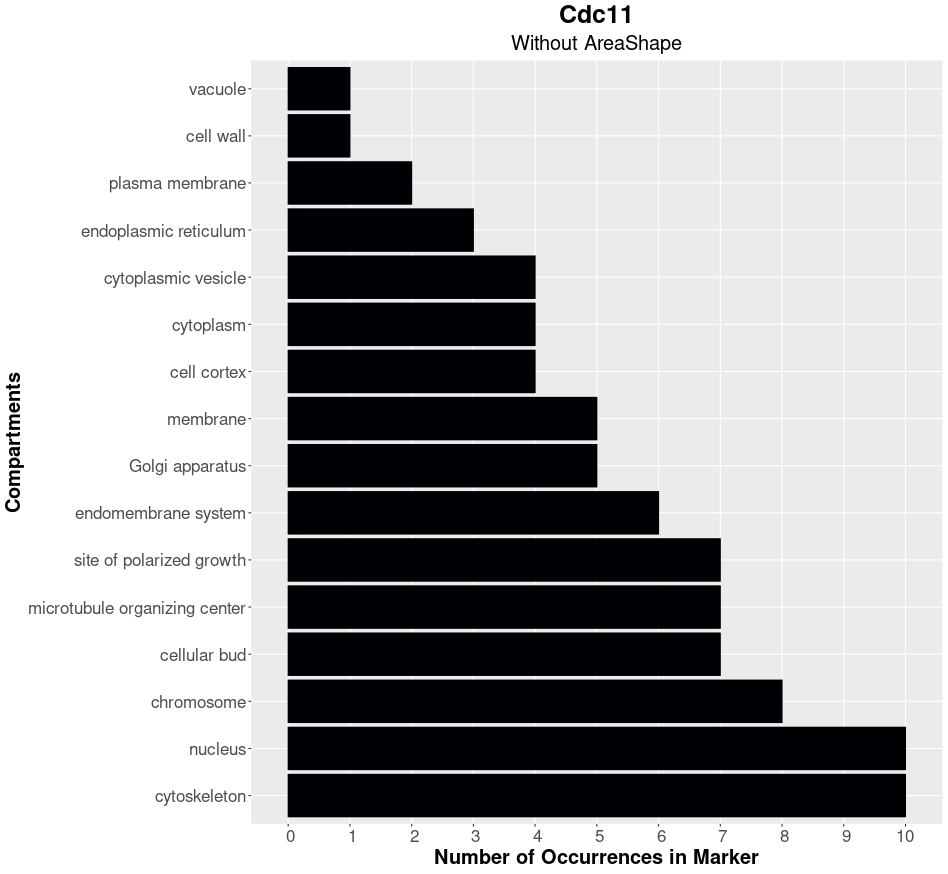 Cdc11
Without AreaShape
Compartments
vacuole
cell wall
plasma membrane
endoplasmic reticulum
cytoplasmic vesicle
cytoplasm
cell cortex
membrane
Golgi apparatus
endomembrane system
site of polarized growth
microtubule organizing center
cellular bud
chromosome
nucleus
cytoskeleton
0 1 2 3 4 5 6 7 8 9 10
Number of Occurrences in Marker